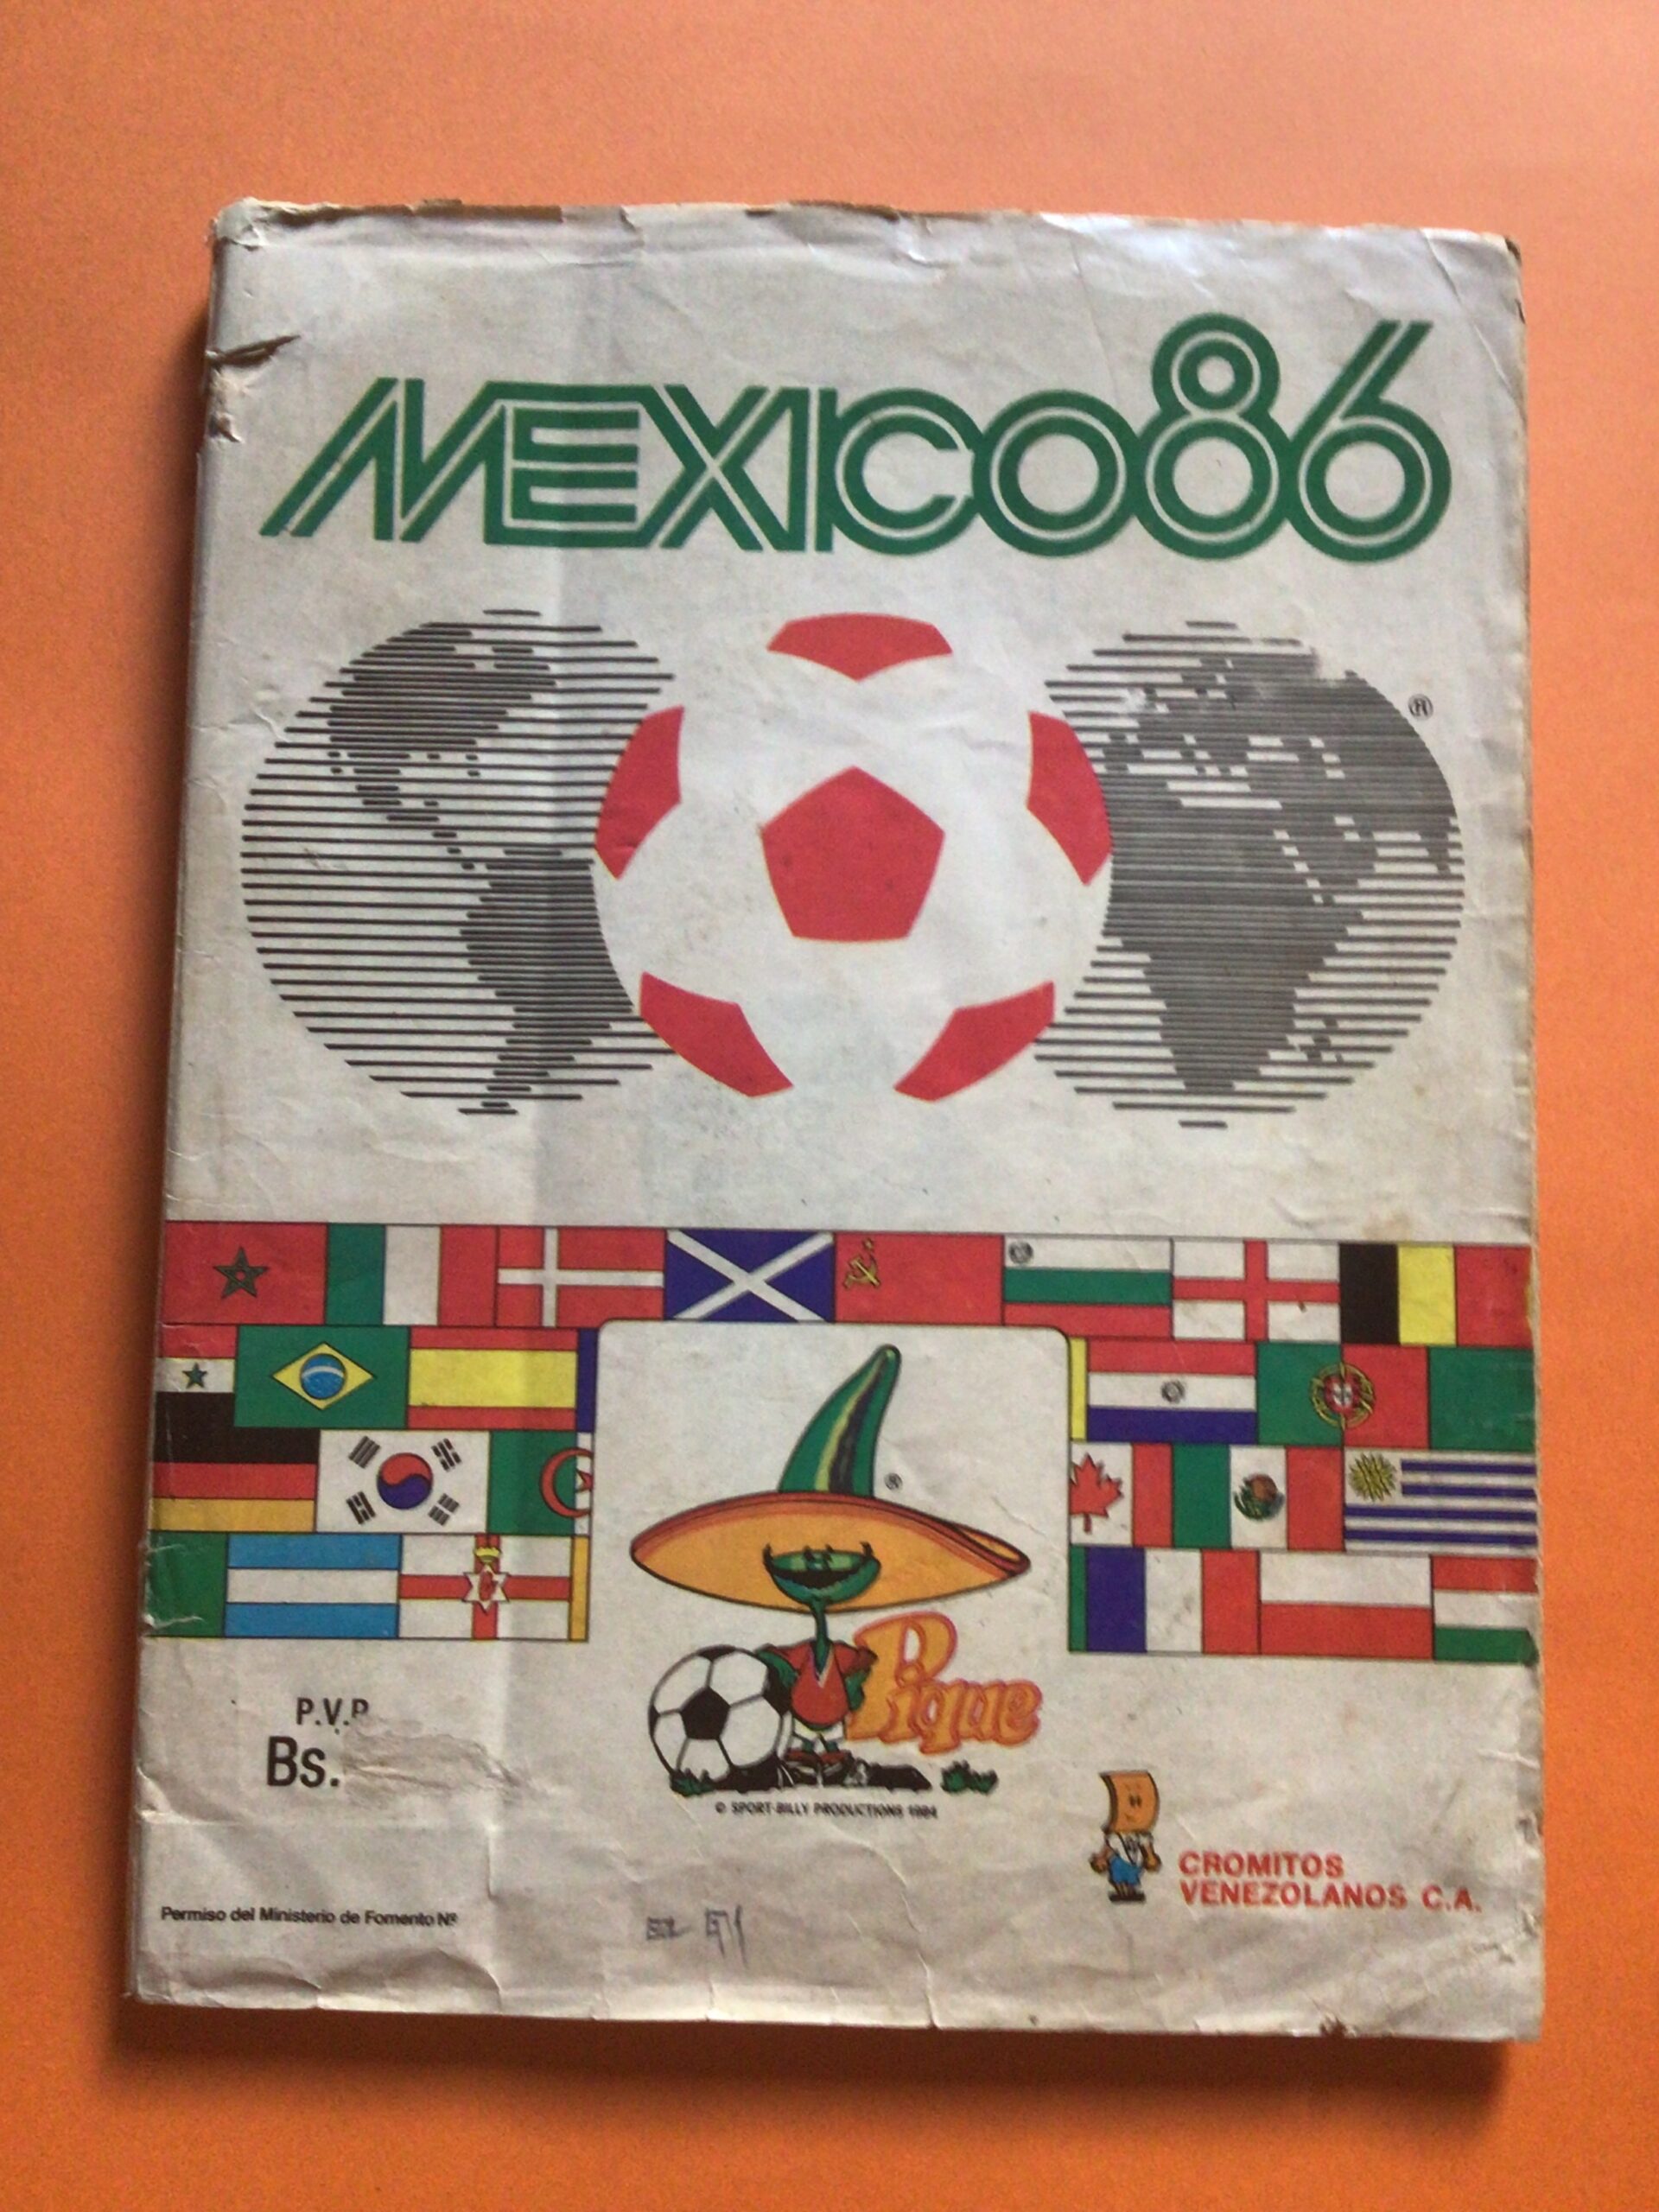 MEXICO86
®
®
Pique
P.V.P.
Bs.
© SPORT-BILLY PRODUCTIONS 1984
CROMITOS
VENEZOLANOS C.A.
Permiso del Ministerio de Fomento Nº